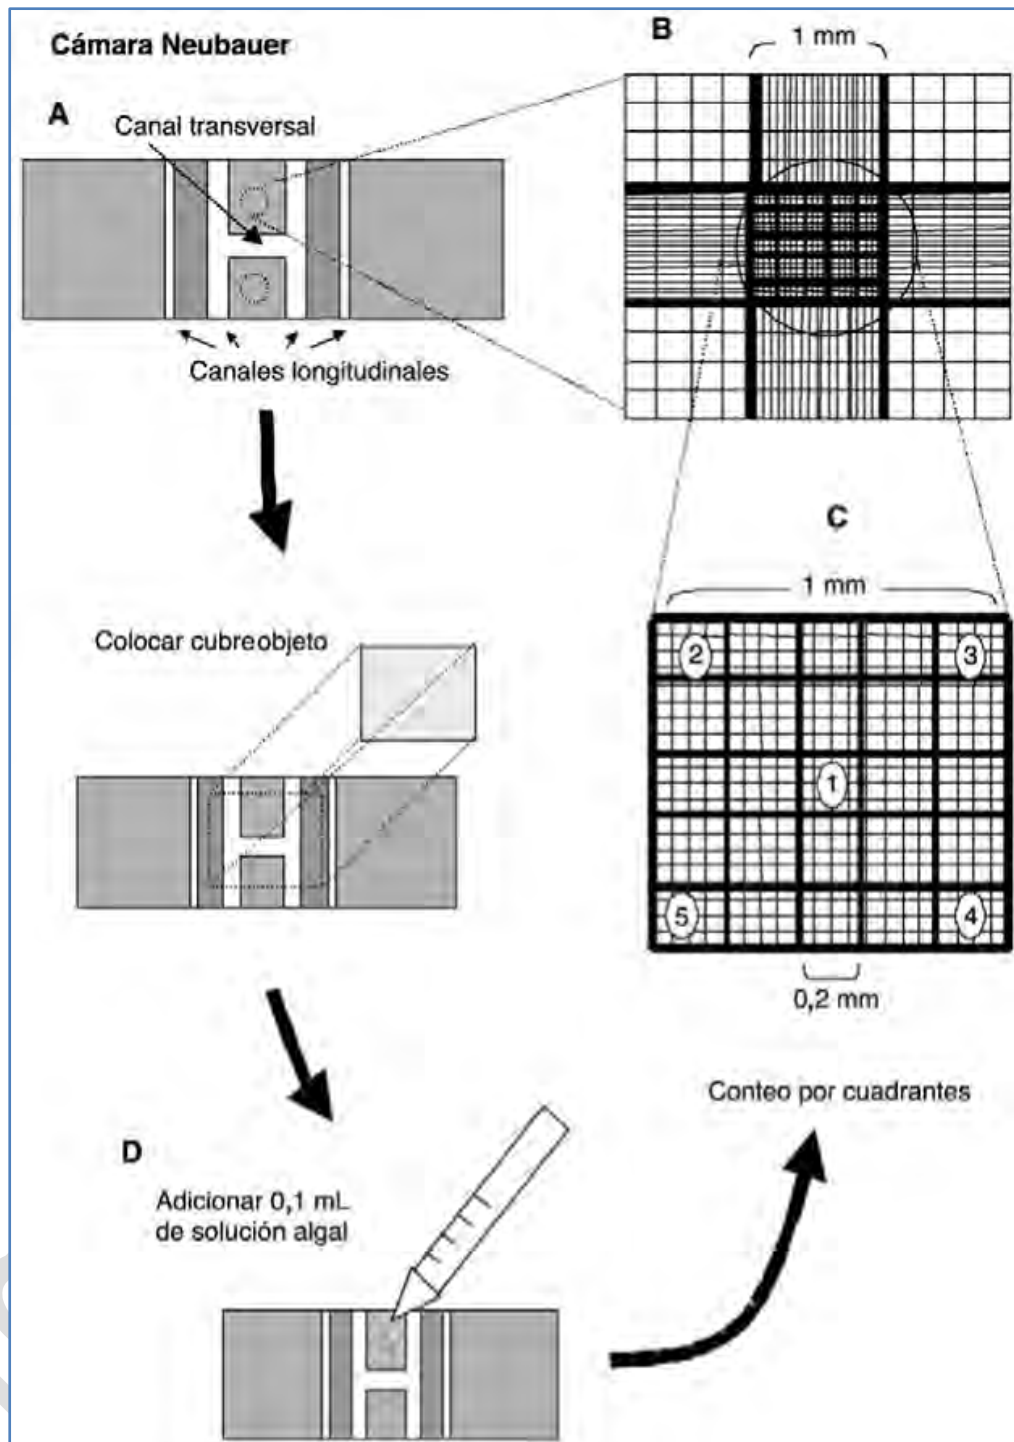 Cámara Neubauer
A
Canal transversal
Canales longitudinales
B
1 mm
C
1 mm
2
3
1
5
4
0,2 mm
Colocar cubreobjeto
D
Adicionar 0,1 mL
de solución algal
Conteo por cuadrantes